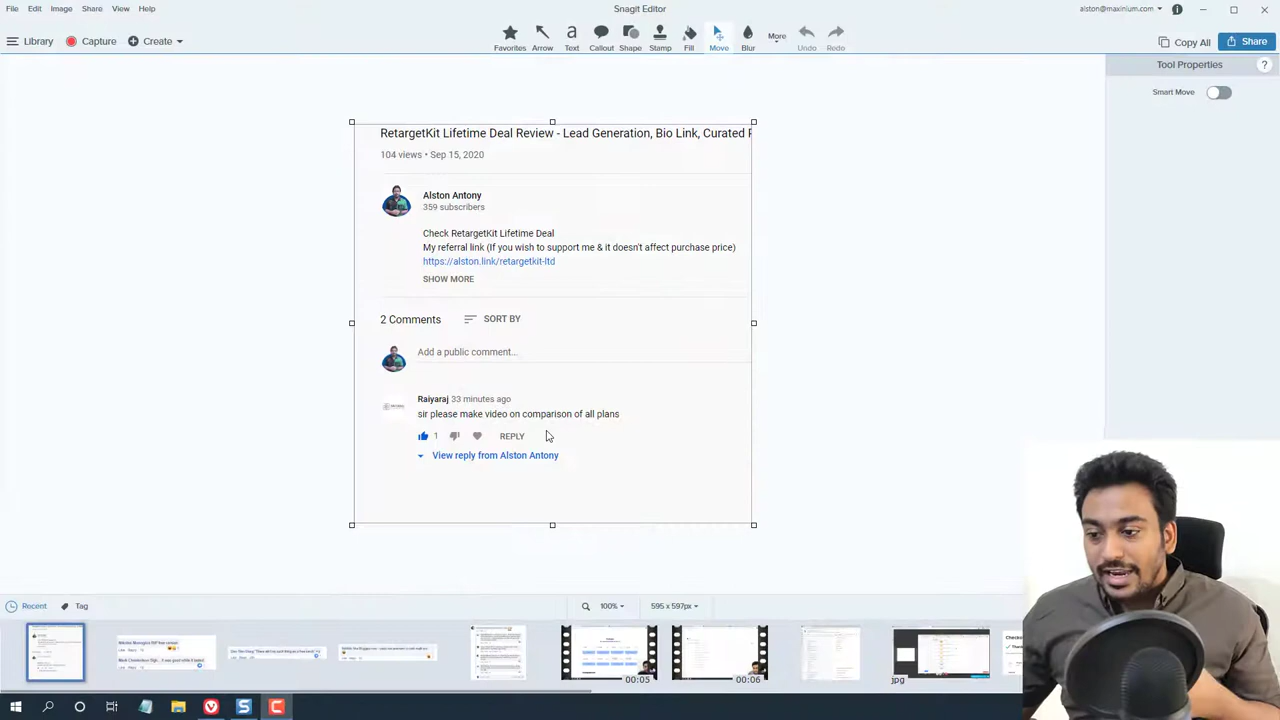 File Edit Image Share View Help
Snagit Editor
alston@maxinium.com
Library Capture Create
Favorites Arrow Text Callout Shape Stamp Fill Move Blur More Undo Redo
Copy All Share
Tool Properties ?
Smart Move
RetargetKit Lifetime Deal Review - Lead Generation, Bio Link, Curated
104 views • Sep 15, 2020
Alston Antony
359 subscribers
Check RetargetKit Lifetime Deal
My referral link (If you wish to support me & it doesn't affect purchase price)
https://alston.link/retargetkit-ltd
SHOW MORE
2 Comments SORT BY
Add a public comment...
Raiyaraj 33 minutes ago
sir please make video on comparison of all plans
1 REPLY
View reply from Alston Antony
Recent Tag
100% 595 x 597px
00:05
00:06
jpg